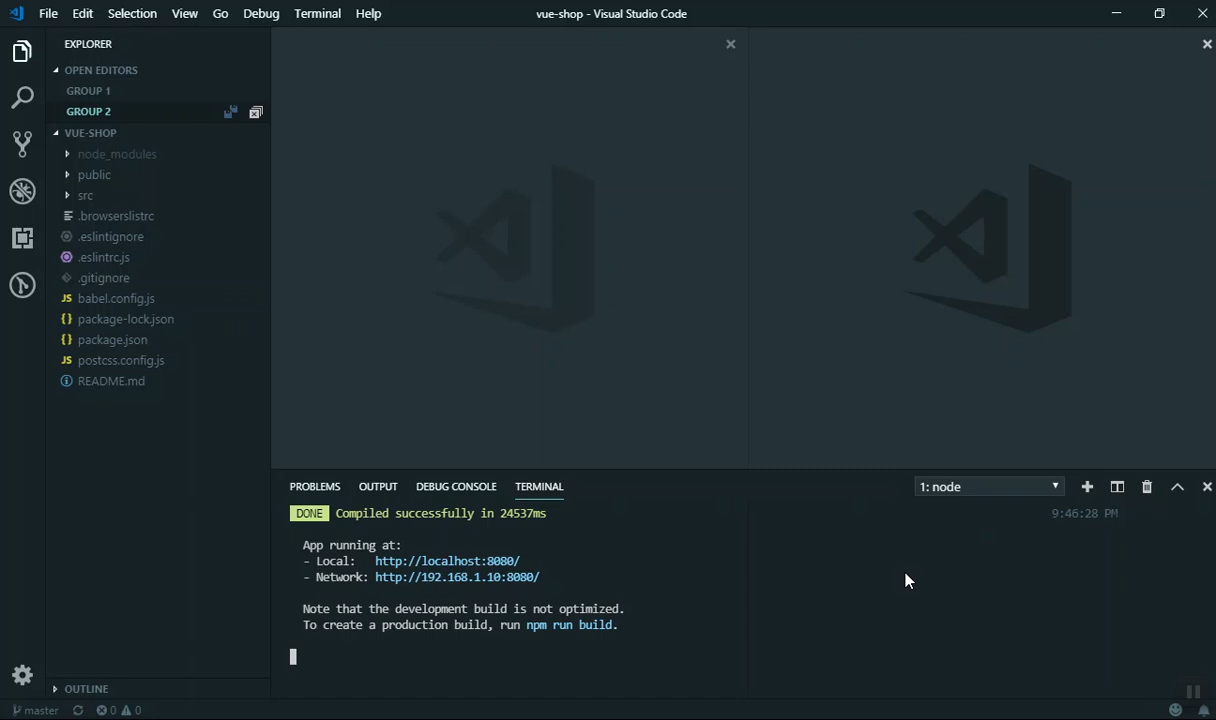 File Edit Selection View Go Debug Terminal Help
vue-shop - Visual Studio Code
EXPLORER
OPEN EDITORS
GROUP 1
GROUP 2
VUE-SHOP
node_modules
public
src
.browserslistrc
.eslintignore
.eslintrc.js
.gitignore
JS babel.config.js
{} package-lock.json
{} package.json
JS postcss.config.js
README.md
OUTLINE
PROBLEMS OUTPUT DEBUG CONSOLE TERMINAL
1: node
DONE Compiled successfully in 24537ms
9:46:28 PM
App running at:
- Local: http://localhost:8080/
- Network: http://192.168.1.10:8080/
Note that the development build is not optimized.
To create a production build, run npm run build.
master 0 0